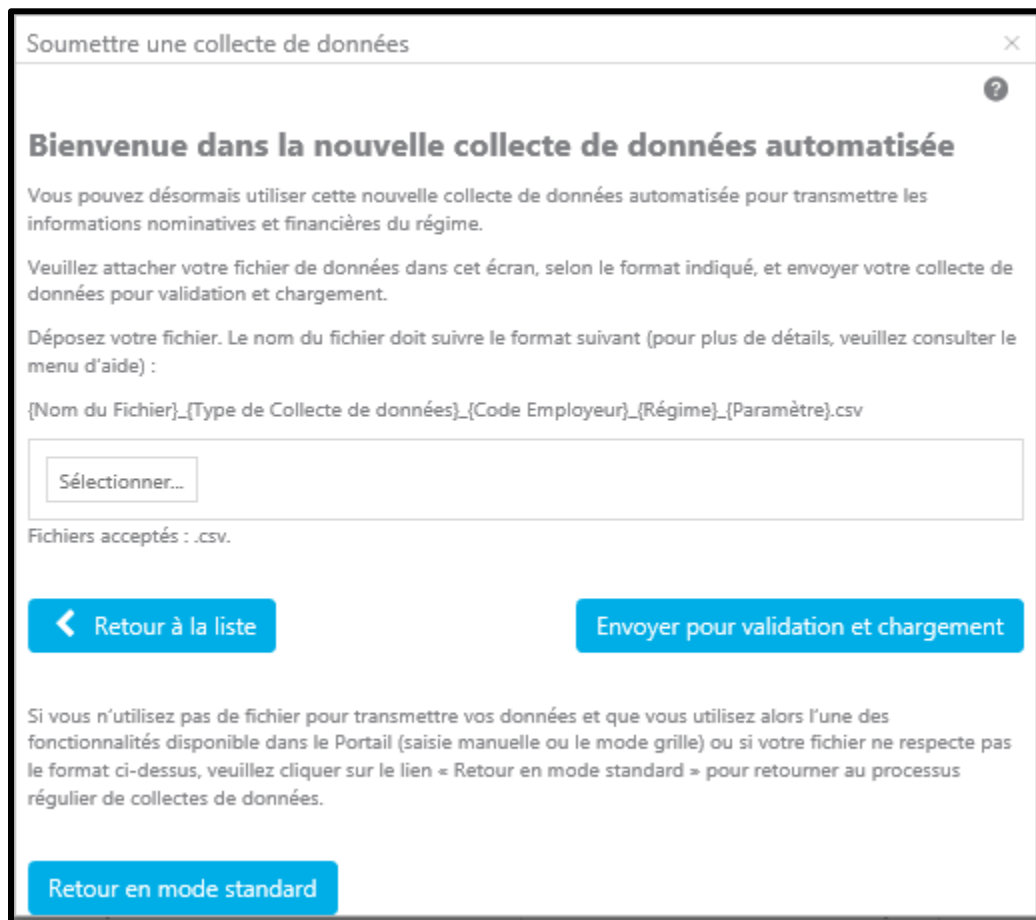 Soumettre une collecte de données
Bienvenue dans la nouvelle collecte de données automatisée
Vous pouvez désormais utiliser cette nouvelle collecte de données automatisée pour transmettre les
informations nominatives et financières du régime.
Veuillez attacher votre fichier de données dans cet écran, selon le format indiqué, et envoyer votre collecte de
données pour validation et chargement.
Déposez votre fichier. Le nom du fichier doit suivre le format suivant (pour plus de détails, veuillez consulter le
menu d'aide) :
{Nom du Fichier}_{Type de Collecte de données}_{Code Employeur}_{Régime}_{Paramètre}.csv
Sélectionner...
Fichiers acceptés : .csv.
Retour à la liste
Envoyer pour validation et chargement
Si vous n'utilisez pas de fichier pour transmettre vos données et que vous utilisez alors l'une des
fonctionnalités disponible dans le Portail (saisie manuelle ou le mode grille) ou si votre fichier ne respecte pas
le format ci-dessus, veuillez cliquer sur le lien « Retour en mode standard » pour retourner au processus
régulier de collectes de données.
Retour en mode standard